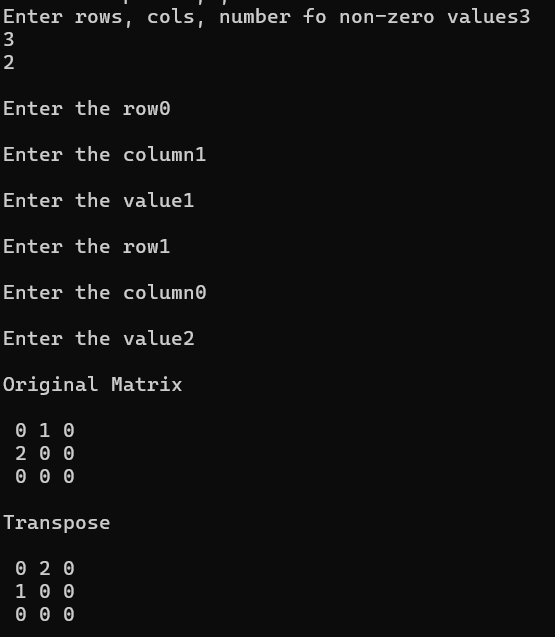 Enter rows, cols, number fo non-zero values3
3
2
Enter the row0
Enter the column1
Enter the value1
Enter the row1
Enter the column0
Enter the value2
Original Matrix
0 1 0
2 0 0
0 0 0
Transpose
0 2 0
1 0 0
0 0 0